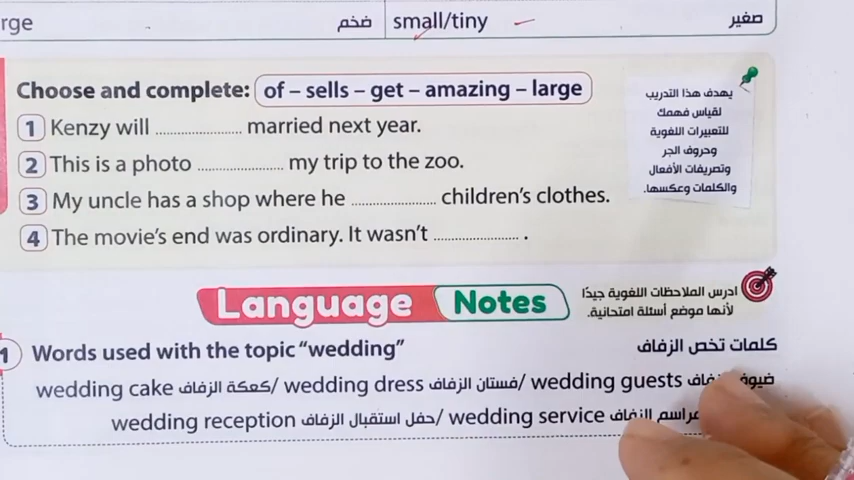 rge ضخم small/tiny صغير
Choose and complete: of – sells – get – amazing – large
1 Kenzy will .................... married next year.
2 This is a photo .................... my trip to the zoo.
3 My uncle has a shop where he .................... children's clothes.
4 The movie's end was ordinary. It wasn't .................... .
يهدف هذا التدريب
لقياس فهمك
للتعبيرات اللغوية
وحروف الجر
وتصريفات الأفعال
والكلمات وعكسها.
Language Notes
ادرس الملاحظات اللغوية جيدًا
لأنها موضع أسئلة امتحانية.
1 Words used with the topic "wedding" كلمات تخص الزفاف
wedding cake كعكة الزفاف/ wedding dress فستان الزفاف/ wedding guests
wedding reception حفل استقبال الزفاف/ wedding service مراسم الزفاف